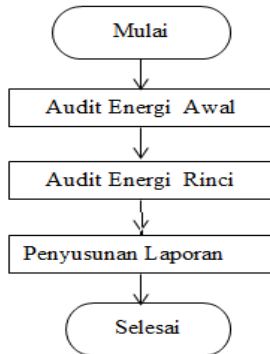 Mulai
Audit Energi Awal
Audit Energi Rinci
Penyusunan Laporan
Selesai